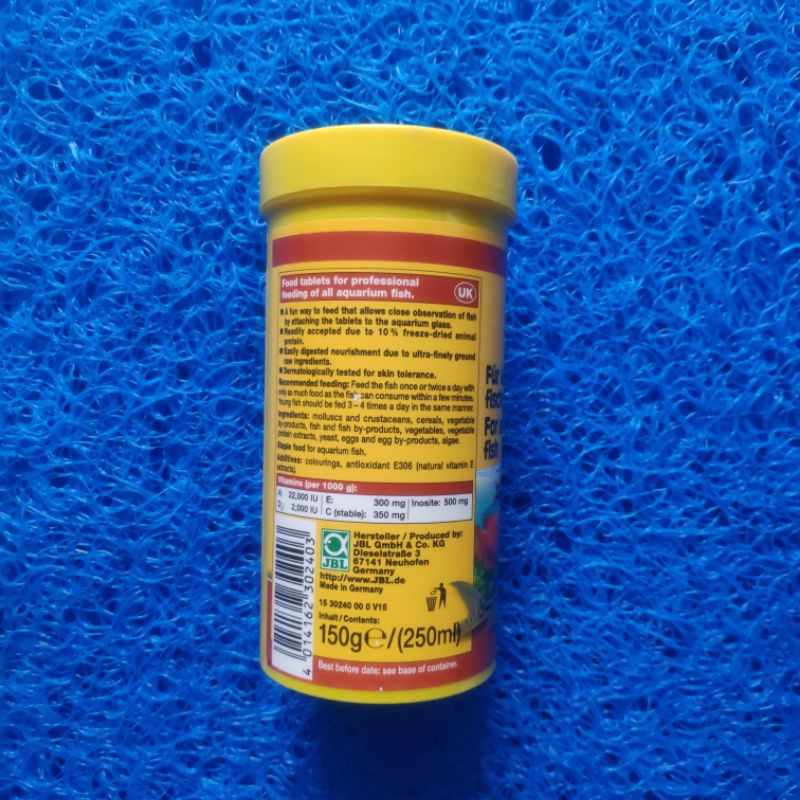 Food tablets for professional
feeding of all aquarium fish.
UK
A fun way to feed that allows close observation of fish
by attaching the tablets to the aquarium glass.
Readily accepted due to 10 % freeze-dried animal
protein.
Easily digested nourishment due to ultra-finely ground
raw ingredients.
Dermatologically tested for skin tolerance.
Recommended feeding: Feed the fish once or twice a day with
only as much food as the fish can consume within a few minutes.
Young fish should be fed 3 – 4 times a day in the same manner.
Ingredients: molluscs and crustaceans, cereals, vegetable
by-products, fish and fish by-products, vegetables, vegetable
protein extracts, yeast, eggs and egg by-products, algae.
Staple food for aquarium fish.
Additives: colourings, antioxidant E306 (natural vitamin E
extracts).
Vitamins (per 1000 g):
A: 22,000 IU E: 300 mg Inosite: 500 mg
D₃: 2,000 IU C (stable): 350 mg
4 014162 302403
JBL
Hersteller / Produced by:
JBL GmbH & Co. KG
Dieselstraße 3
67141 Neuhofen
Germany
http://www.JBL.de
Made in Germany
15 30240 00 0 V15
Inhalt/Contents:
150g℮/(250ml)
Best before date: see base of container.
Für
fisc
For
fish